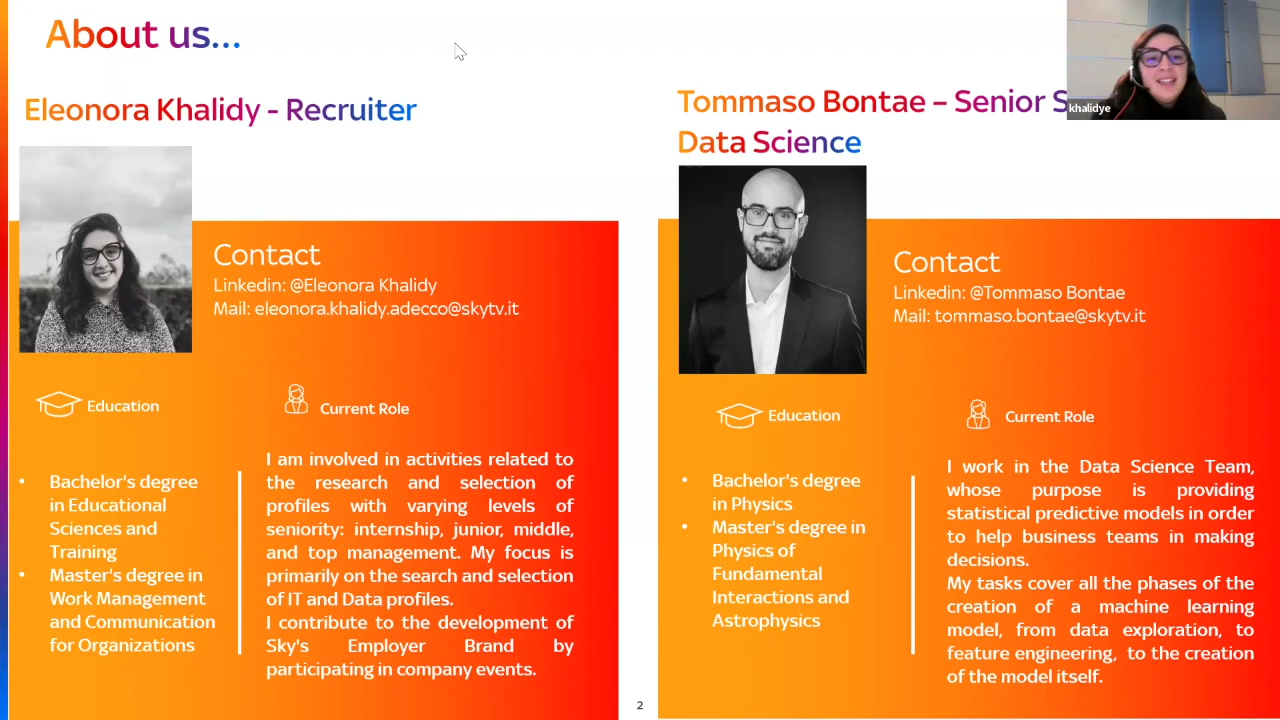 About us...
Eleonora Khalidy - Recruiter
Contact
Linkedin: @Eleonora Khalidy
Mail: eleonora.khalidy.adecco@skytv.it
Education
Bachelor's degree
in Educational
Sciences and
Training
Master's degree in
Work Management
and Communication
for Organizations
Current Role
I am involved in activities related to
the research and selection of
profiles with varying levels of
seniority: internship, junior, middle,
and top management. My focus is
primarily on the search and selection
of IT and Data profiles.
I contribute to the development of
Sky's Employer Brand by
participating in company events.
Tommaso Bontae – Senior
Data Science
khalidye
Contact
Linkedin: @Tommaso Bontae
Mail: tommaso.bontae@skytv.it
Education
Bachelor's degree
in Physics
Master's degree in
Physics of
Fundamental
Interactions and
Astrophysics
Current Role
I work in the Data Science Team,
whose purpose is providing
statistical predictive models in order
to help business teams in making
decisions.
My tasks cover all the phases of the
creation of a machine learning
model, from data exploration, to
feature engineering, to the creation
of the model itself.
2